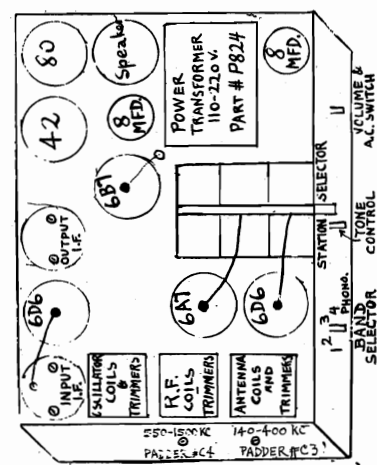 80
Speaker
8
MFD.
42
8
MFD.
POWER
TRANSFORMER
110-220 V.
PART # P824
6B7
OUTPUT
I.F.
6D6
INPUT
I.F.
6A7
6D6
STATION SELECTOR
COILS
&
TRIMMERS
R.F.
COILS
TRIMMERS
ANTENNA
COILS
AND
TRIMMERS
1 2 3 4 PHONO.
BAND
SELECTOR
TONE
CONTROL
VOLUME &
A.C. SWITCH
550-1500 KC
PADDER #C4
140-400 KC
PADDER #C3